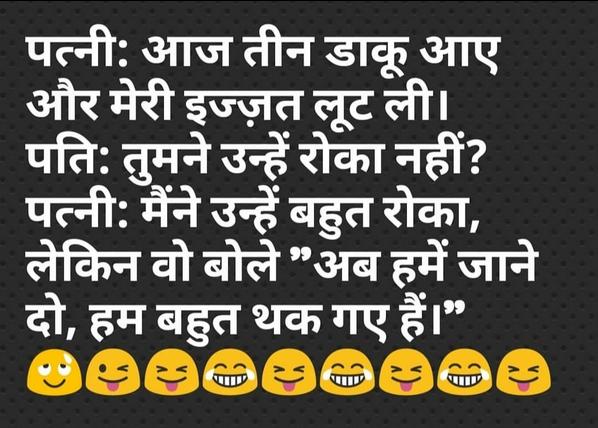 पत्नी: आज तीन डाकू आए
और मेरी इज्ज़त लूट ली।
पति: तुमने उन्हें रोका नहीं?
पत्नी: मैंने उन्हें बहुत रोका,
लेकिन वो बोले ”अब हमें जाने
दो, हम बहुत थक गए हैं।”